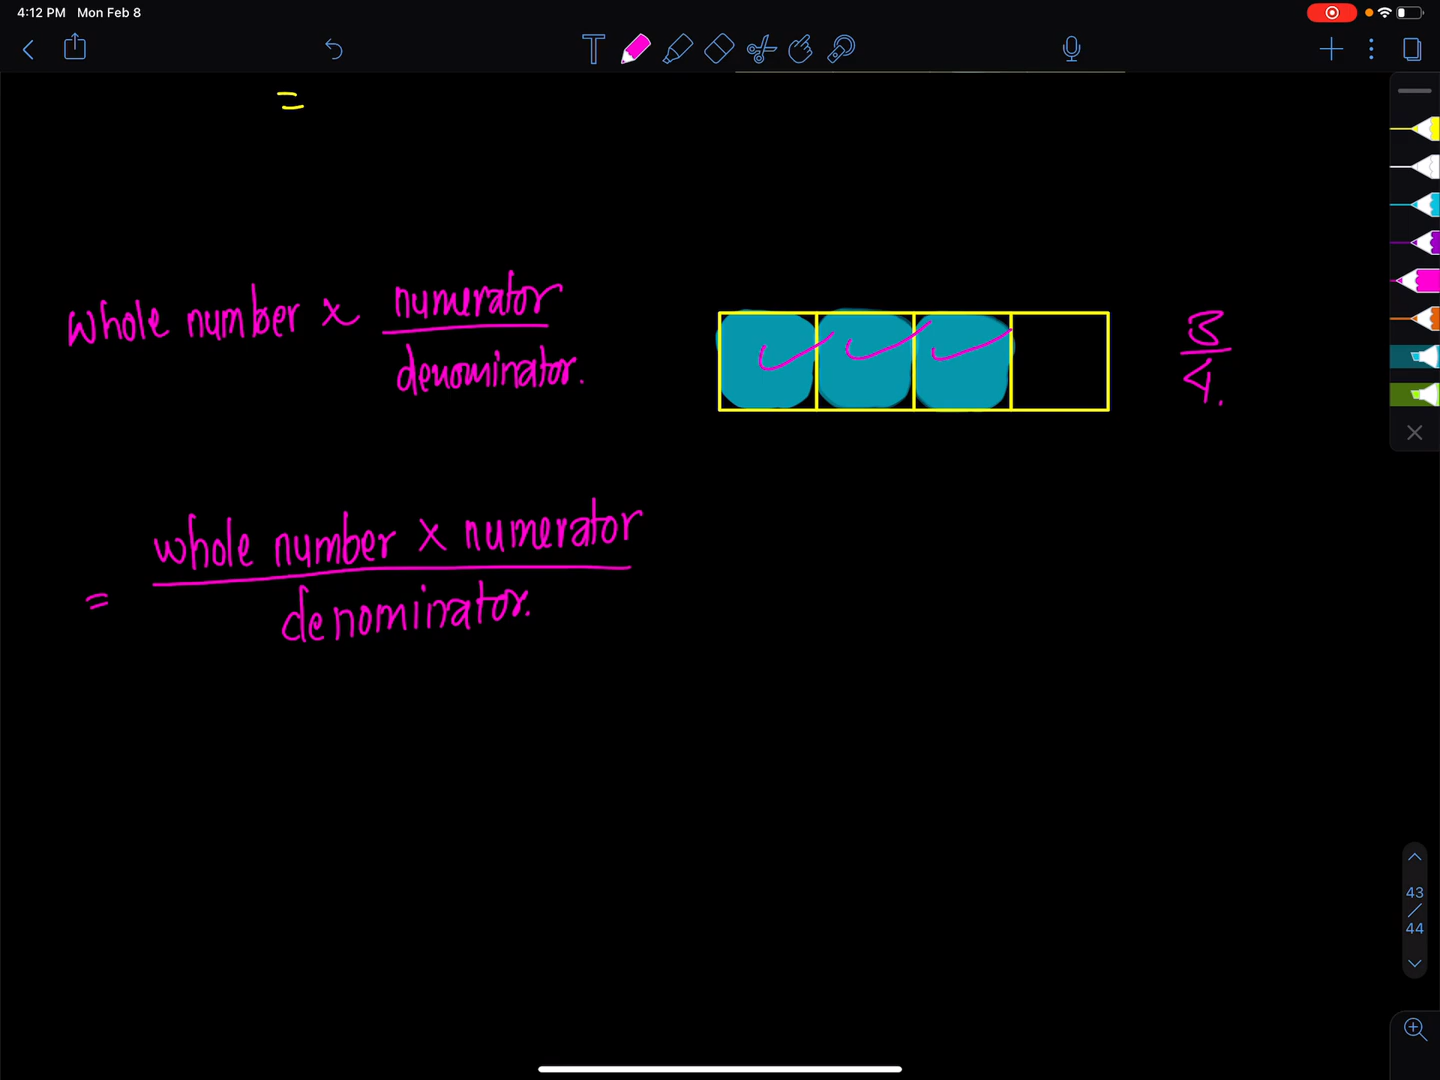 4:12 PM Mon Feb 8
=
whole number × numerator
denominator.
3
4.
whole number × numerator
= denominator.
43
/
44